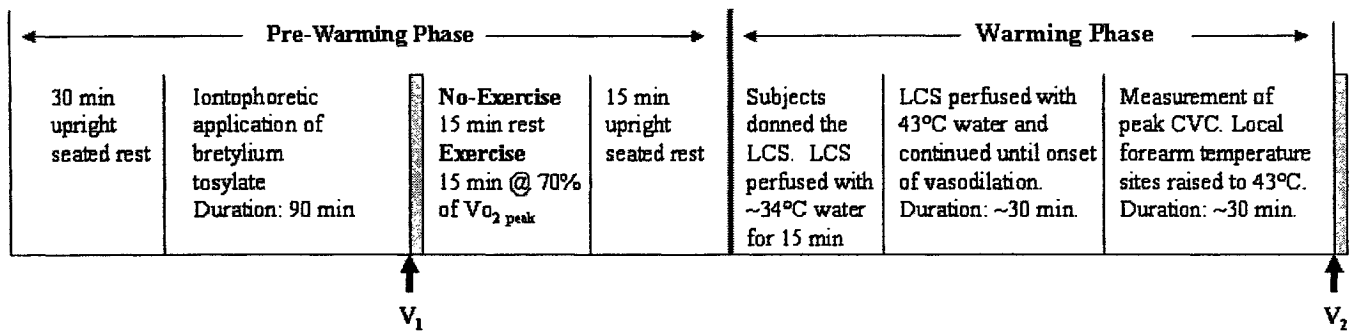 Pre-Warming Phase
Warming Phase
30 min
upright
seated rest
Iontophoretic
application of
bretylium
tosylate
Duration: 90 min
No-Exercise
15 min rest
Exercise
15 min @ 70%
of Vo2 peak
15 min
upright
seated rest
Subjects
donned the
LCS. LCS
perfused with
~34°C water
for 15 min
LCS perfused with
43°C water and
continued until onset
of vasodilation.
Duration: ~30 min.
Measurement of
peak CVC. Local
forearm temperature
sites raised to 43°C.
Duration: ~30 min.
V1
V2